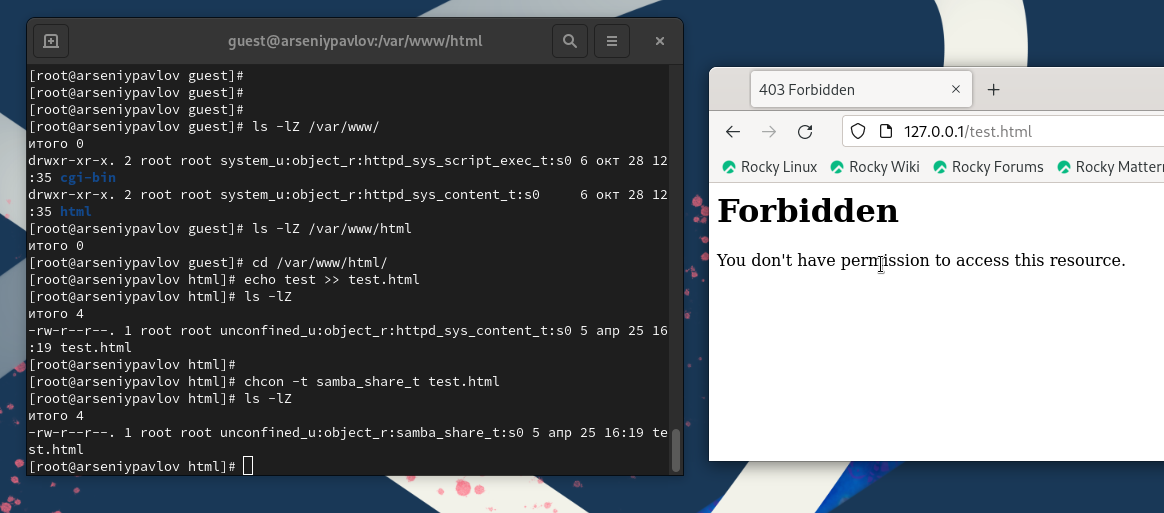 guest@arseniypavlov:/var/www/html
[root@arseniypavlov guest]#
[root@arseniypavlov guest]#
[root@arseniypavlov guest]#
[root@arseniypavlov guest]# ls -lZ /var/www/
итого 0
drwxr-xr-x. 2 root root system_u:object_r:httpd_sys_script_exec_t:s0 6 окт 28 12
:35 cgi-bin
drwxr-xr-x. 2 root root system_u:object_r:httpd_sys_content_t:s0     6 окт 28 12
:35 html
[root@arseniypavlov guest]# ls -lZ /var/www/html
итого 0
[root@arseniypavlov guest]# cd /var/www/html/
[root@arseniypavlov html]# echo test >> test.html
[root@arseniypavlov html]# ls -lZ
итого 4
-rw-r--r--. 1 root root unconfined_u:object_r:httpd_sys_content_t:s0 5 апр 25 16
:19 test.html
[root@arseniypavlov html]#
[root@arseniypavlov html]# chcon -t samba_share_t test.html
[root@arseniypavlov html]# ls -lZ
итого 4
-rw-r--r--. 1 root root unconfined_u:object_r:samba_share_t:s0 5 апр 25 16:19 te
st.html
[root@arseniypavlov html]#
403 Forbidden
127.0.0.1/test.html
Rocky Linux Rocky Wiki Rocky Forums Rocky Matter
Forbidden
You don't have permission to access this resource.